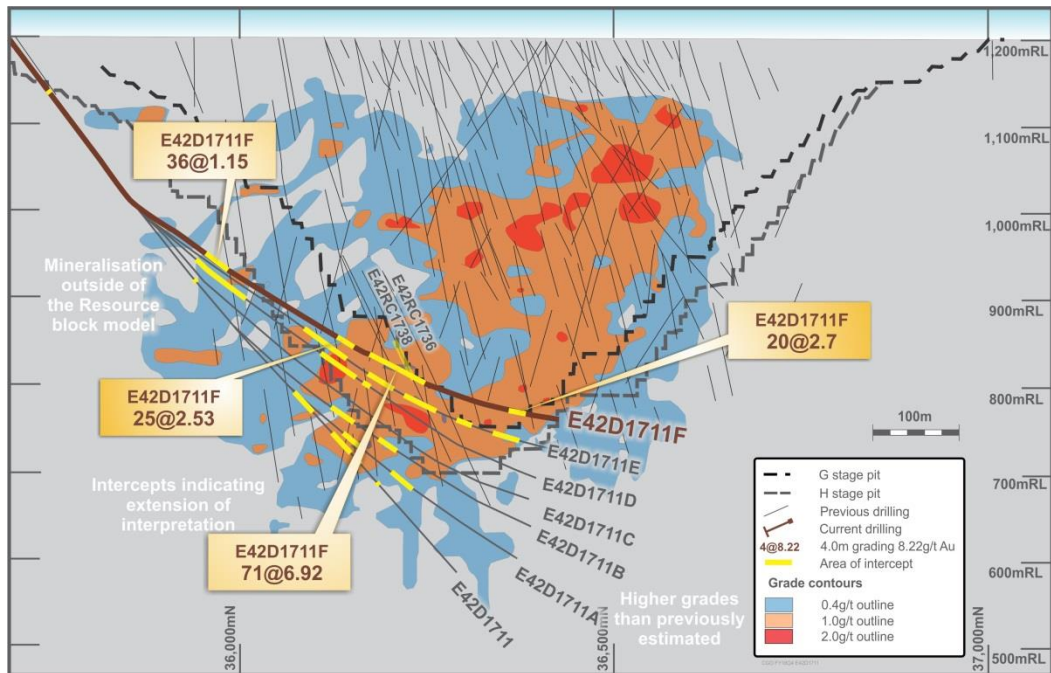 1,200mRL
1,100mRL
1,000mRL
900mRL
800mRL
700mRL
600mRL
500mRL
E42D1711F
36@1.15
Mineralisation
outside of
the Resource
block model
E42RC1736
E42RC1738
E42D1711F
20@2.7
E42D1711F
25@2.53
E42D1711F
E42D1711E
E42D1711D
E42D1711C
E42D1711B
E42D1711A
E42D1711
Intercepts indicating
extension of
interpretation
E42D1711F
71@6.92
Higher grades
than previously
estimated
100m
G stage pit
H stage pit
Previous drilling
Current drilling
4@8.22 4.0m grading 8.22g/t Au
Area of intercept
Grade contours
0.4g/t outline
1.0g/t outline
2.0g/t outline
36,000mN
36,500mN
37,000mN